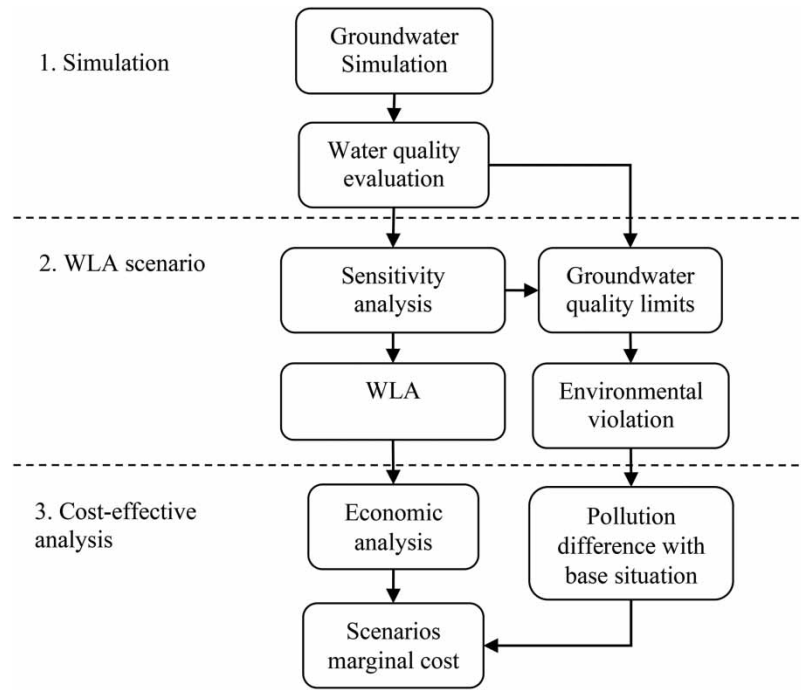 1. Simulation
Groundwater
Simulation
Water quality
evaluation
2. WLA scenario
Sensitivity
analysis
Groundwater
quality limits
WLA
Environmental
violation
3. Cost-effective
analysis
Economic
analysis
Pollution
difference with
base situation
Scenarios
marginal cost